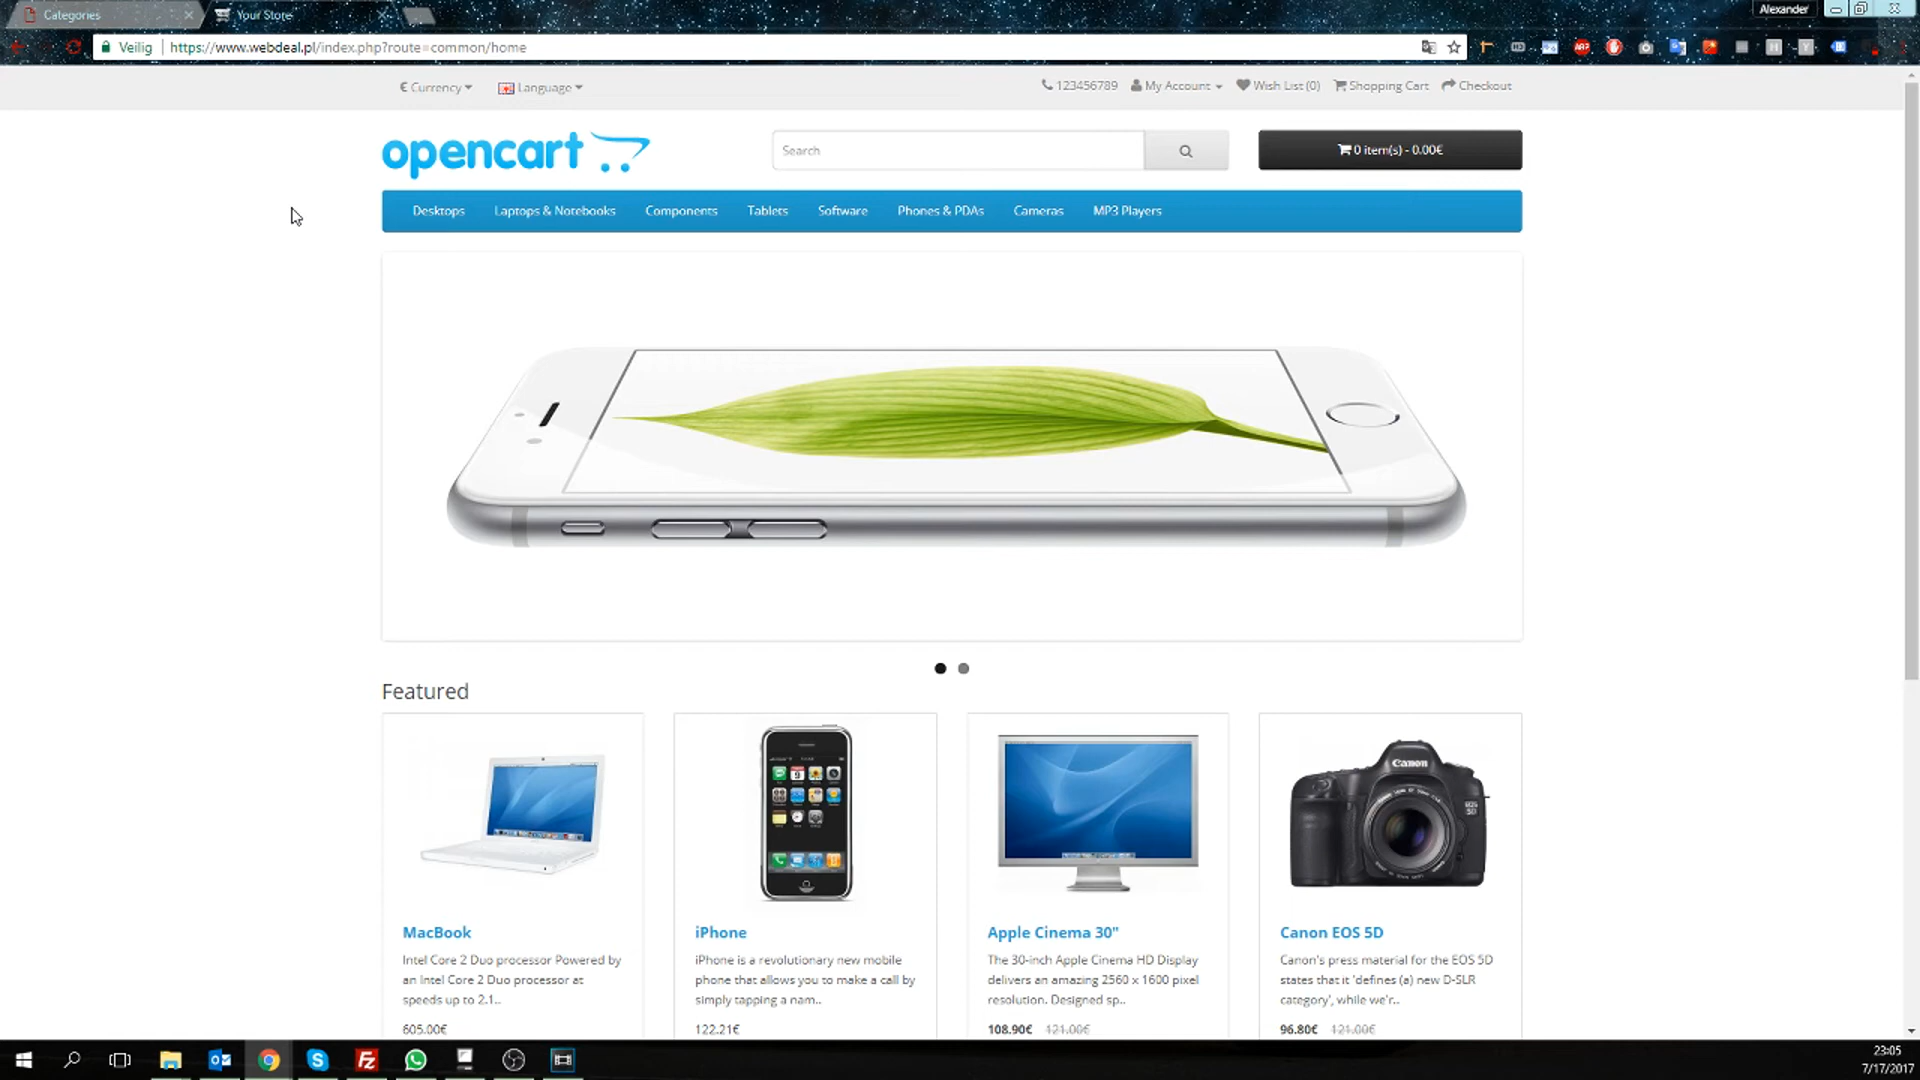 Categories
Your Store
Alexander
Veilig
https://www.webdeal.pl/index.php?route=common/home
€ Currency
Language
123456789
My Account
Wish List (0)
Shopping Cart
Checkout
opencart
Search
0 item(s) - 0.00€
Desktops
Laptops & Notebooks
Components
Tablets
Software
Phones & PDAs
Cameras
MP3 Players
Featured
Canon
MacBook
Intel Core 2 Duo processor Powered by
an Intel Core 2 Duo processor at
speeds up to 2.1..
605.00€
iPhone
iPhone is a revolutionary new mobile
phone that allows you to make a call by
simply tapping a nam..
122.21€
Apple Cinema 30"
The 30-inch Apple Cinema HD Display
delivers an amazing 2560 x 1600 pixel
resolution. Designed sp..
108.90€ 121.00€
Canon EOS 5D
Canon's press material for the EOS 5D
states that it 'defines (a) new D-SLR
category', while we'r..
96.80€ 121.00€
23:05
7/17/2017